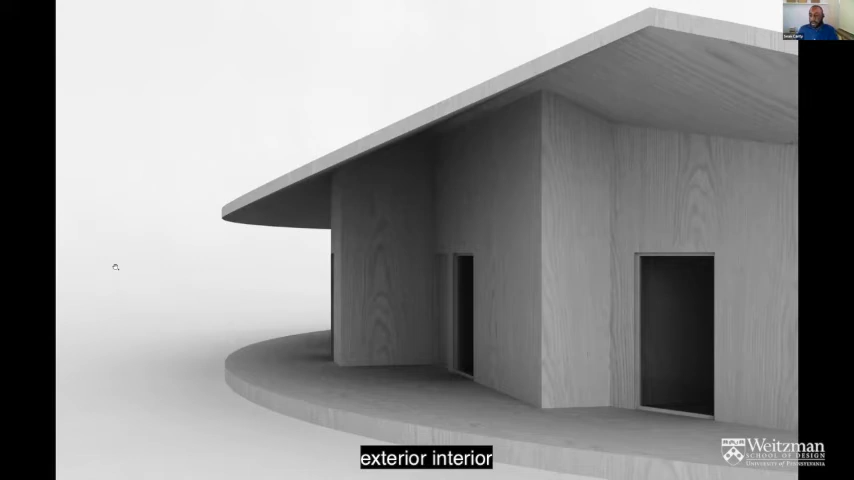 exterior interior
Weitzman
SCHOOL OF DESIGN
UNIVERSITY OF PENNSYLVANIA